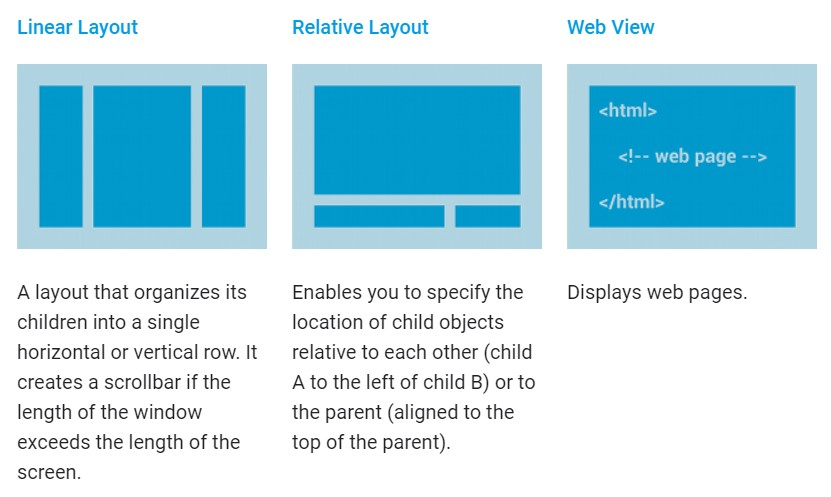 Linear Layout
A layout that organizes its
children into a single
horizontal or vertical row. It
creates a scrollbar if the
length of the window
exceeds the length of the
screen.
Relative Layout
Enables you to specify the
location of child objects
relative to each other (child
A to the left of child B) or to
the parent (aligned to the
top of the parent).
Web View
<html>
<!-- web page -->
</html>
Displays web pages.